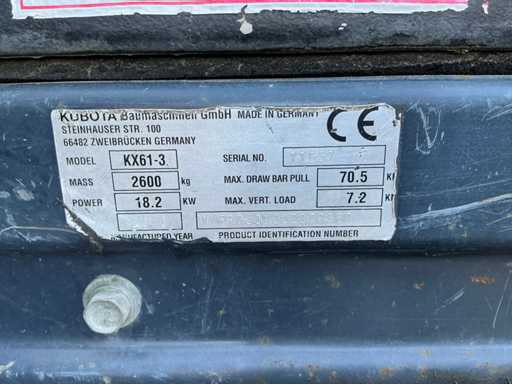 KUBOTA Baumaschinen GmbH MADE IN GERMANY
STEINHAUSER STR. 100
66482 ZWEIBRÜCKEN GERMANY
MODEL KX61-3 SERIAL NO.
MASS 2600 kg MAX. DRAW BAR PULL 70.5
POWER 18.2 KW MAX. VERT. LOAD 7.2
CE
MANUFACTURED YEAR PRODUCT IDENTIFICATION NUMBER